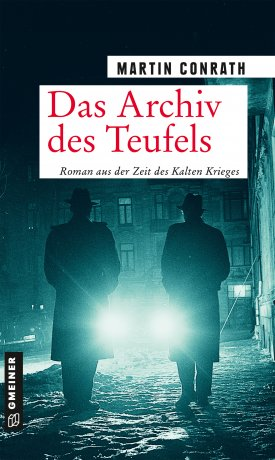 MARTIN CONRATH
Das Archiv
des Teufels
Roman aus der Zeit des Kalten Krieges
GMEINER